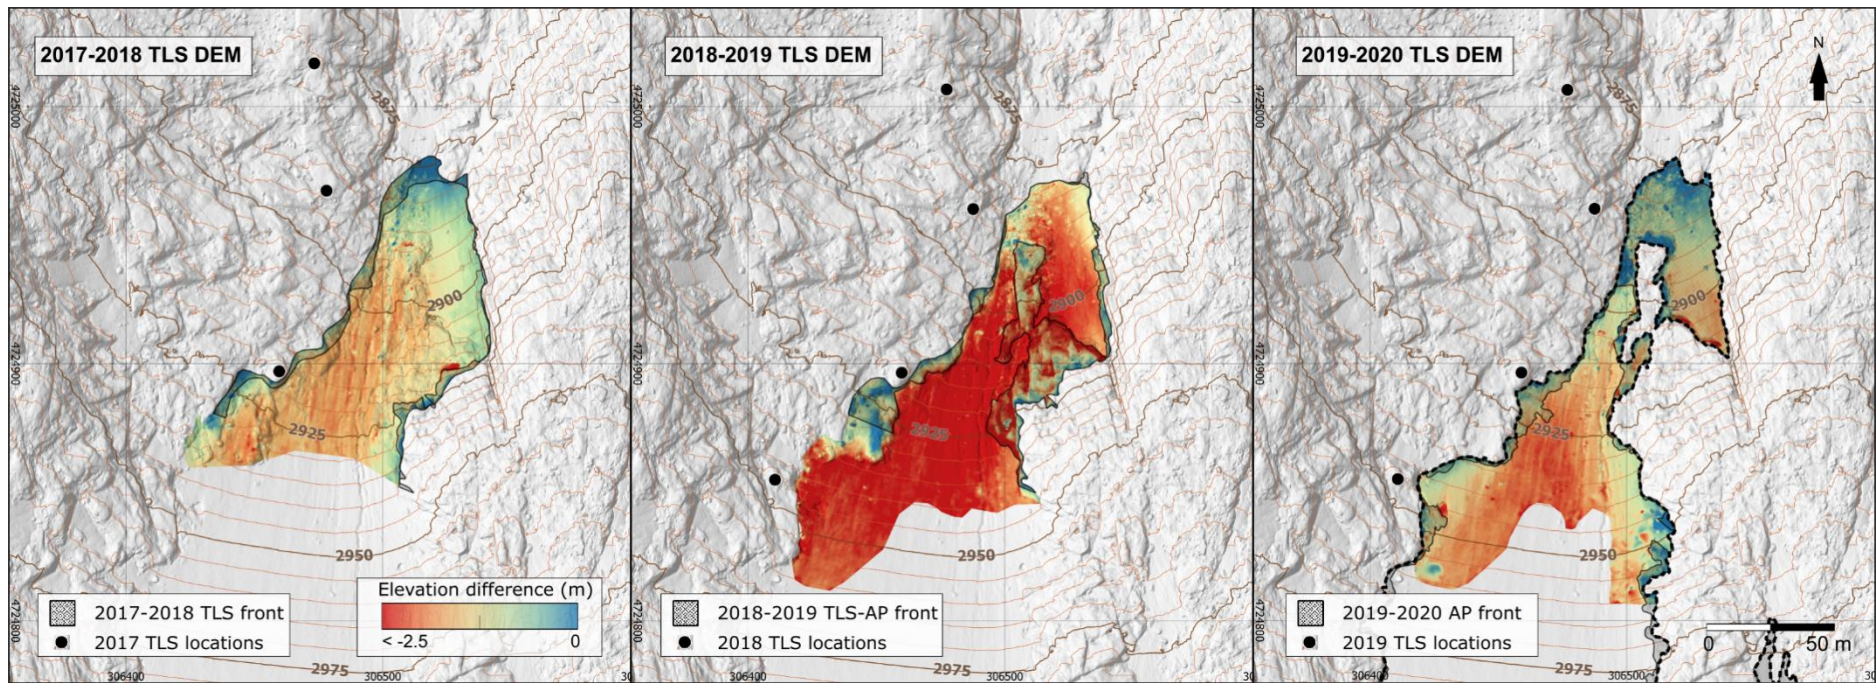 2017-2018 TLS DEM
2875
4725000
2900
4724900
2925
2950
Elevation difference (m)
< -2.5
0
2017-2018 TLS front
2017 TLS locations
4724800
2975
306400
306500
2018-2019 TLS DEM
2875
4725000
2900
4724900
2925
2950
2018-2019 TLS-AP front
2018 TLS locations
4724800
2975
306400
306500
2019-2020 TLS DEM
N
2875
4725000
2900
4724900
2925
2950
2019-2020 AP front
2019 TLS locations
0
50 m
4724800
2975
306400
306500